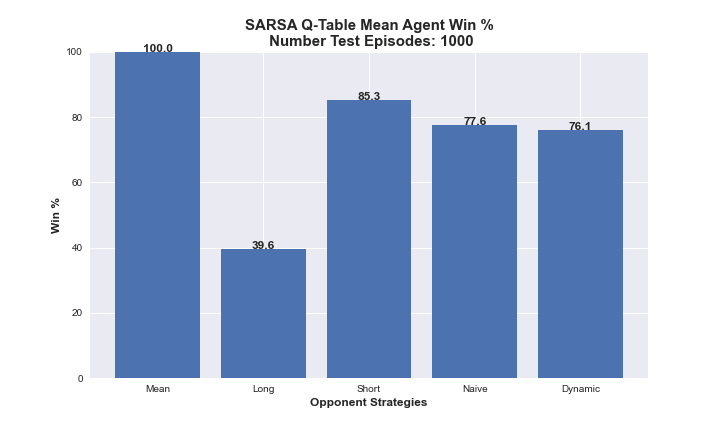 SARSA Q-Table Mean Agent Win %
Number Test Episodes: 1000
100.0
39.6
85.3
77.6
76.1
100
80
60
40
20
0
Win %
Mean Long Short Naive Dynamic
Opponent Strategies